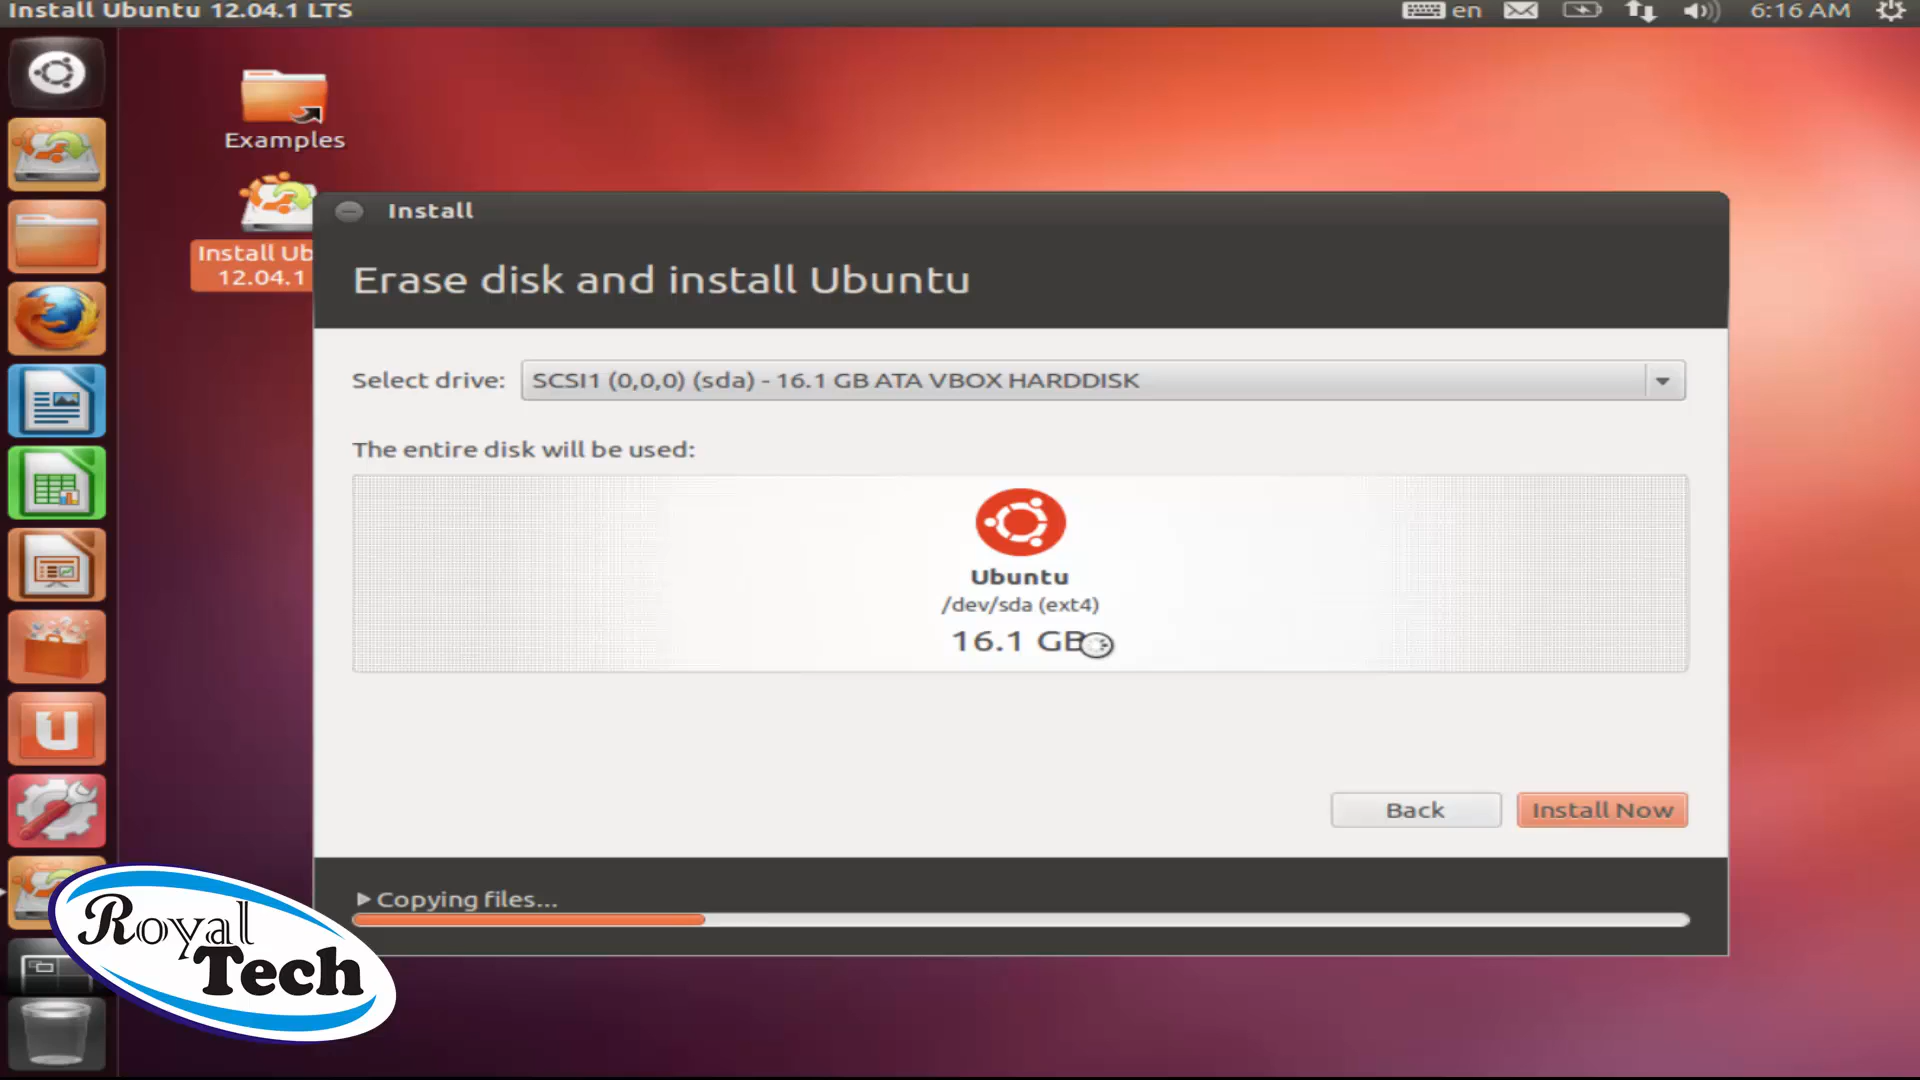 Install Ubuntu 12.04.1 LTS
en
6:16 AM
Examples
Install Ub
12.04.1
Install
Erase disk and install Ubuntu
Select drive: SCSI1 (0,0,0) (sda) - 16.1 GB ATA VBOX HARDDISK
The entire disk will be used:
Ubuntu
/dev/sda (ext4)
16.1 GB
Back
Install Now
Copying files...
Royal
Tech